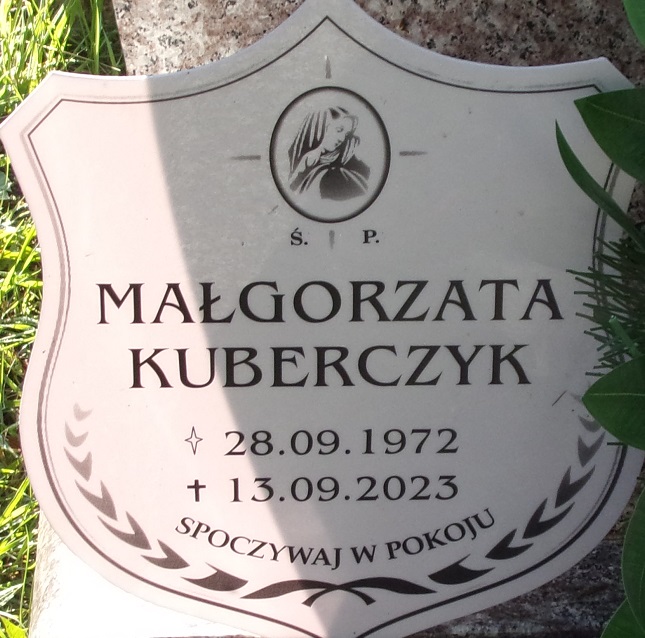 Ś. P.
MAŁGORZATA
KUBERCZYK
28.09.1972
13.09.2023
SPOCZYWAJ W POKOJU